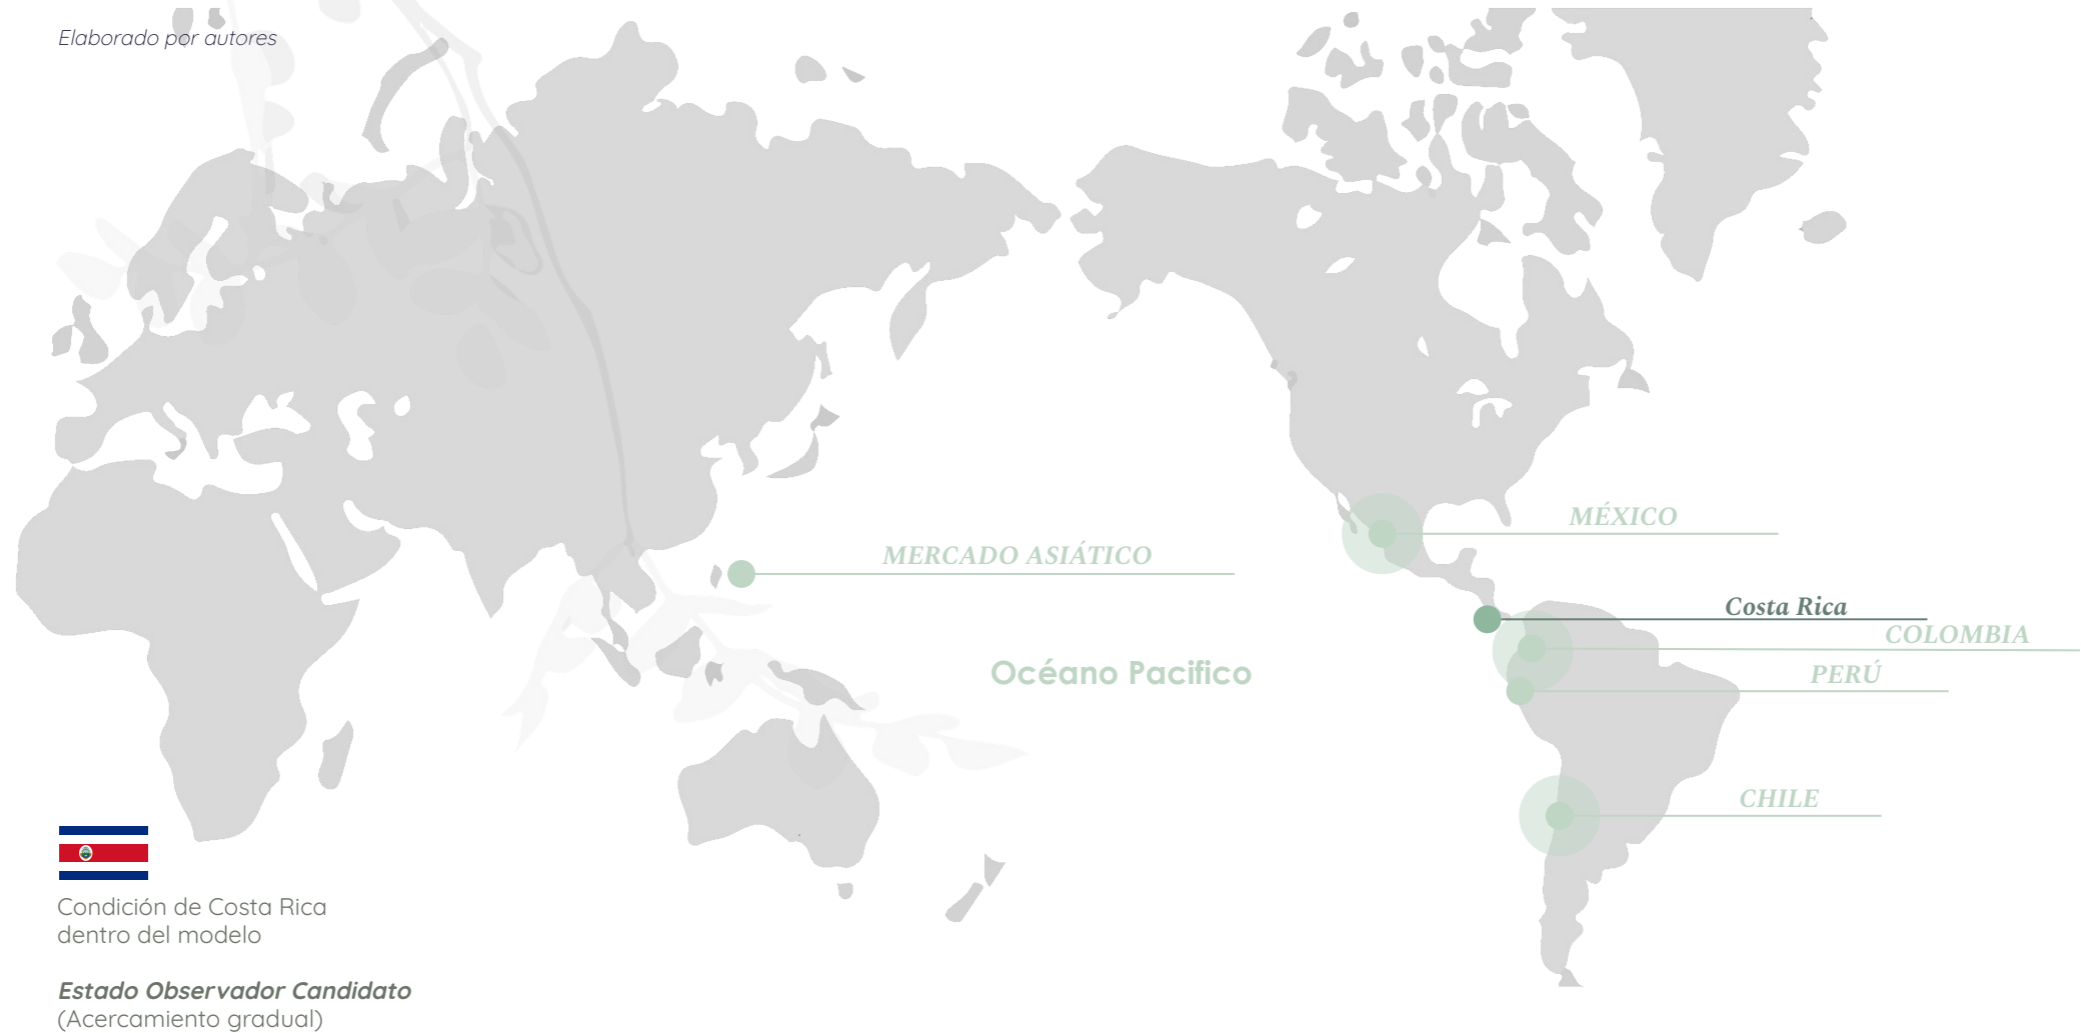 Elaborado por autores
MÉXICO
MERCADO ASIÁTICO
Costa Rica
COLOMBIA
Océano Pacifico
PERÚ
CHILE
Condición de Costa Rica
dentro del modelo
Estado Observador Candidato
(Acercamiento gradual)